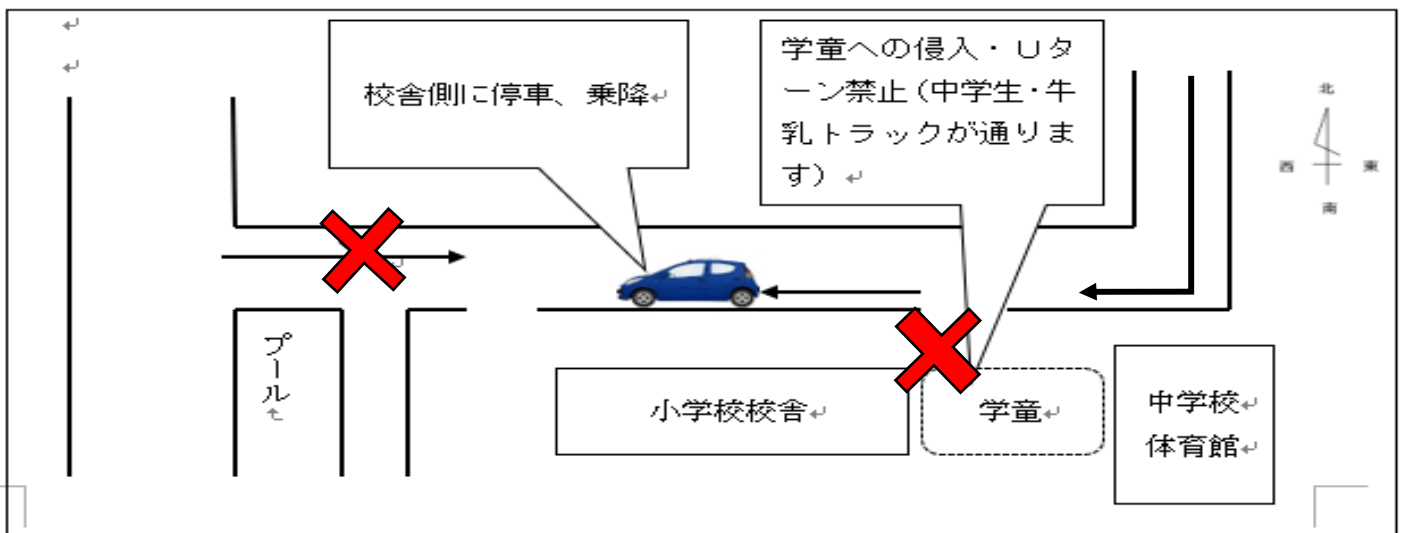 校舎側に停車、乗降
学童への侵入・Uタ
ーン禁止(中学生・牛
乳トラックが通りま
す)
北
西 東
南
プール
小学校校舎
学童
中学校
体育館